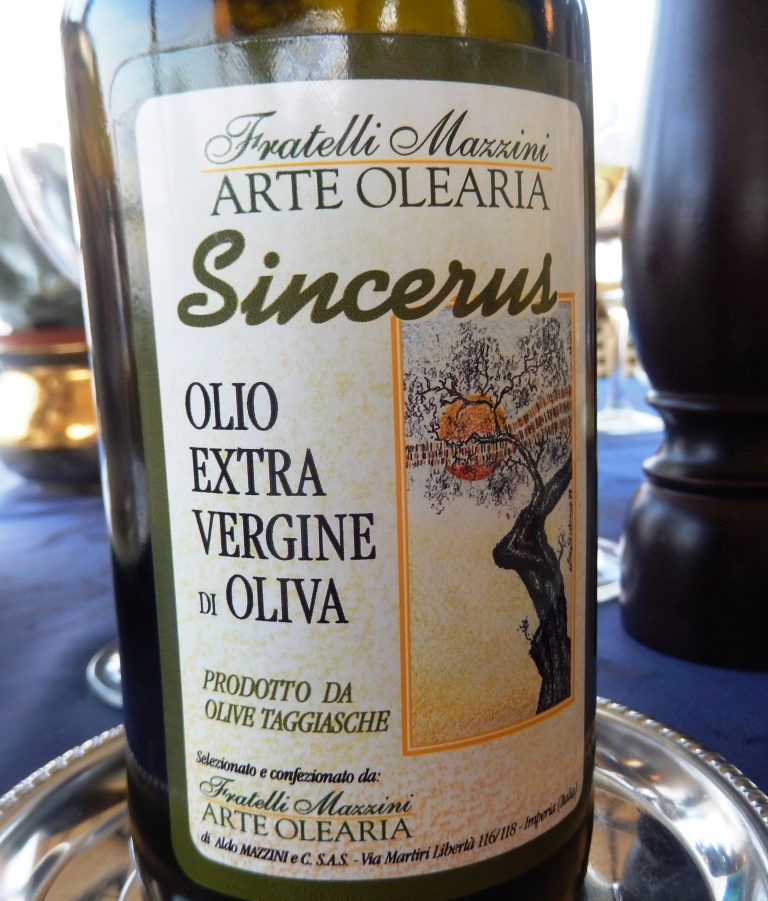 Fratelli Mazzini
ARTE OLEARIA
Sincerus
OLIO
EXTRA
VERGINE
DI OLIVA
PRODOTTO DA
OLIVE TAGGIASCHE
Selezionato e confezionato da:
Fratelli Mazzini
ARTE OLEARIA
di Aldo MAZZINI e C. S.A.S. - Via Martiri Libertà 116/118 - Imperia (Italia)